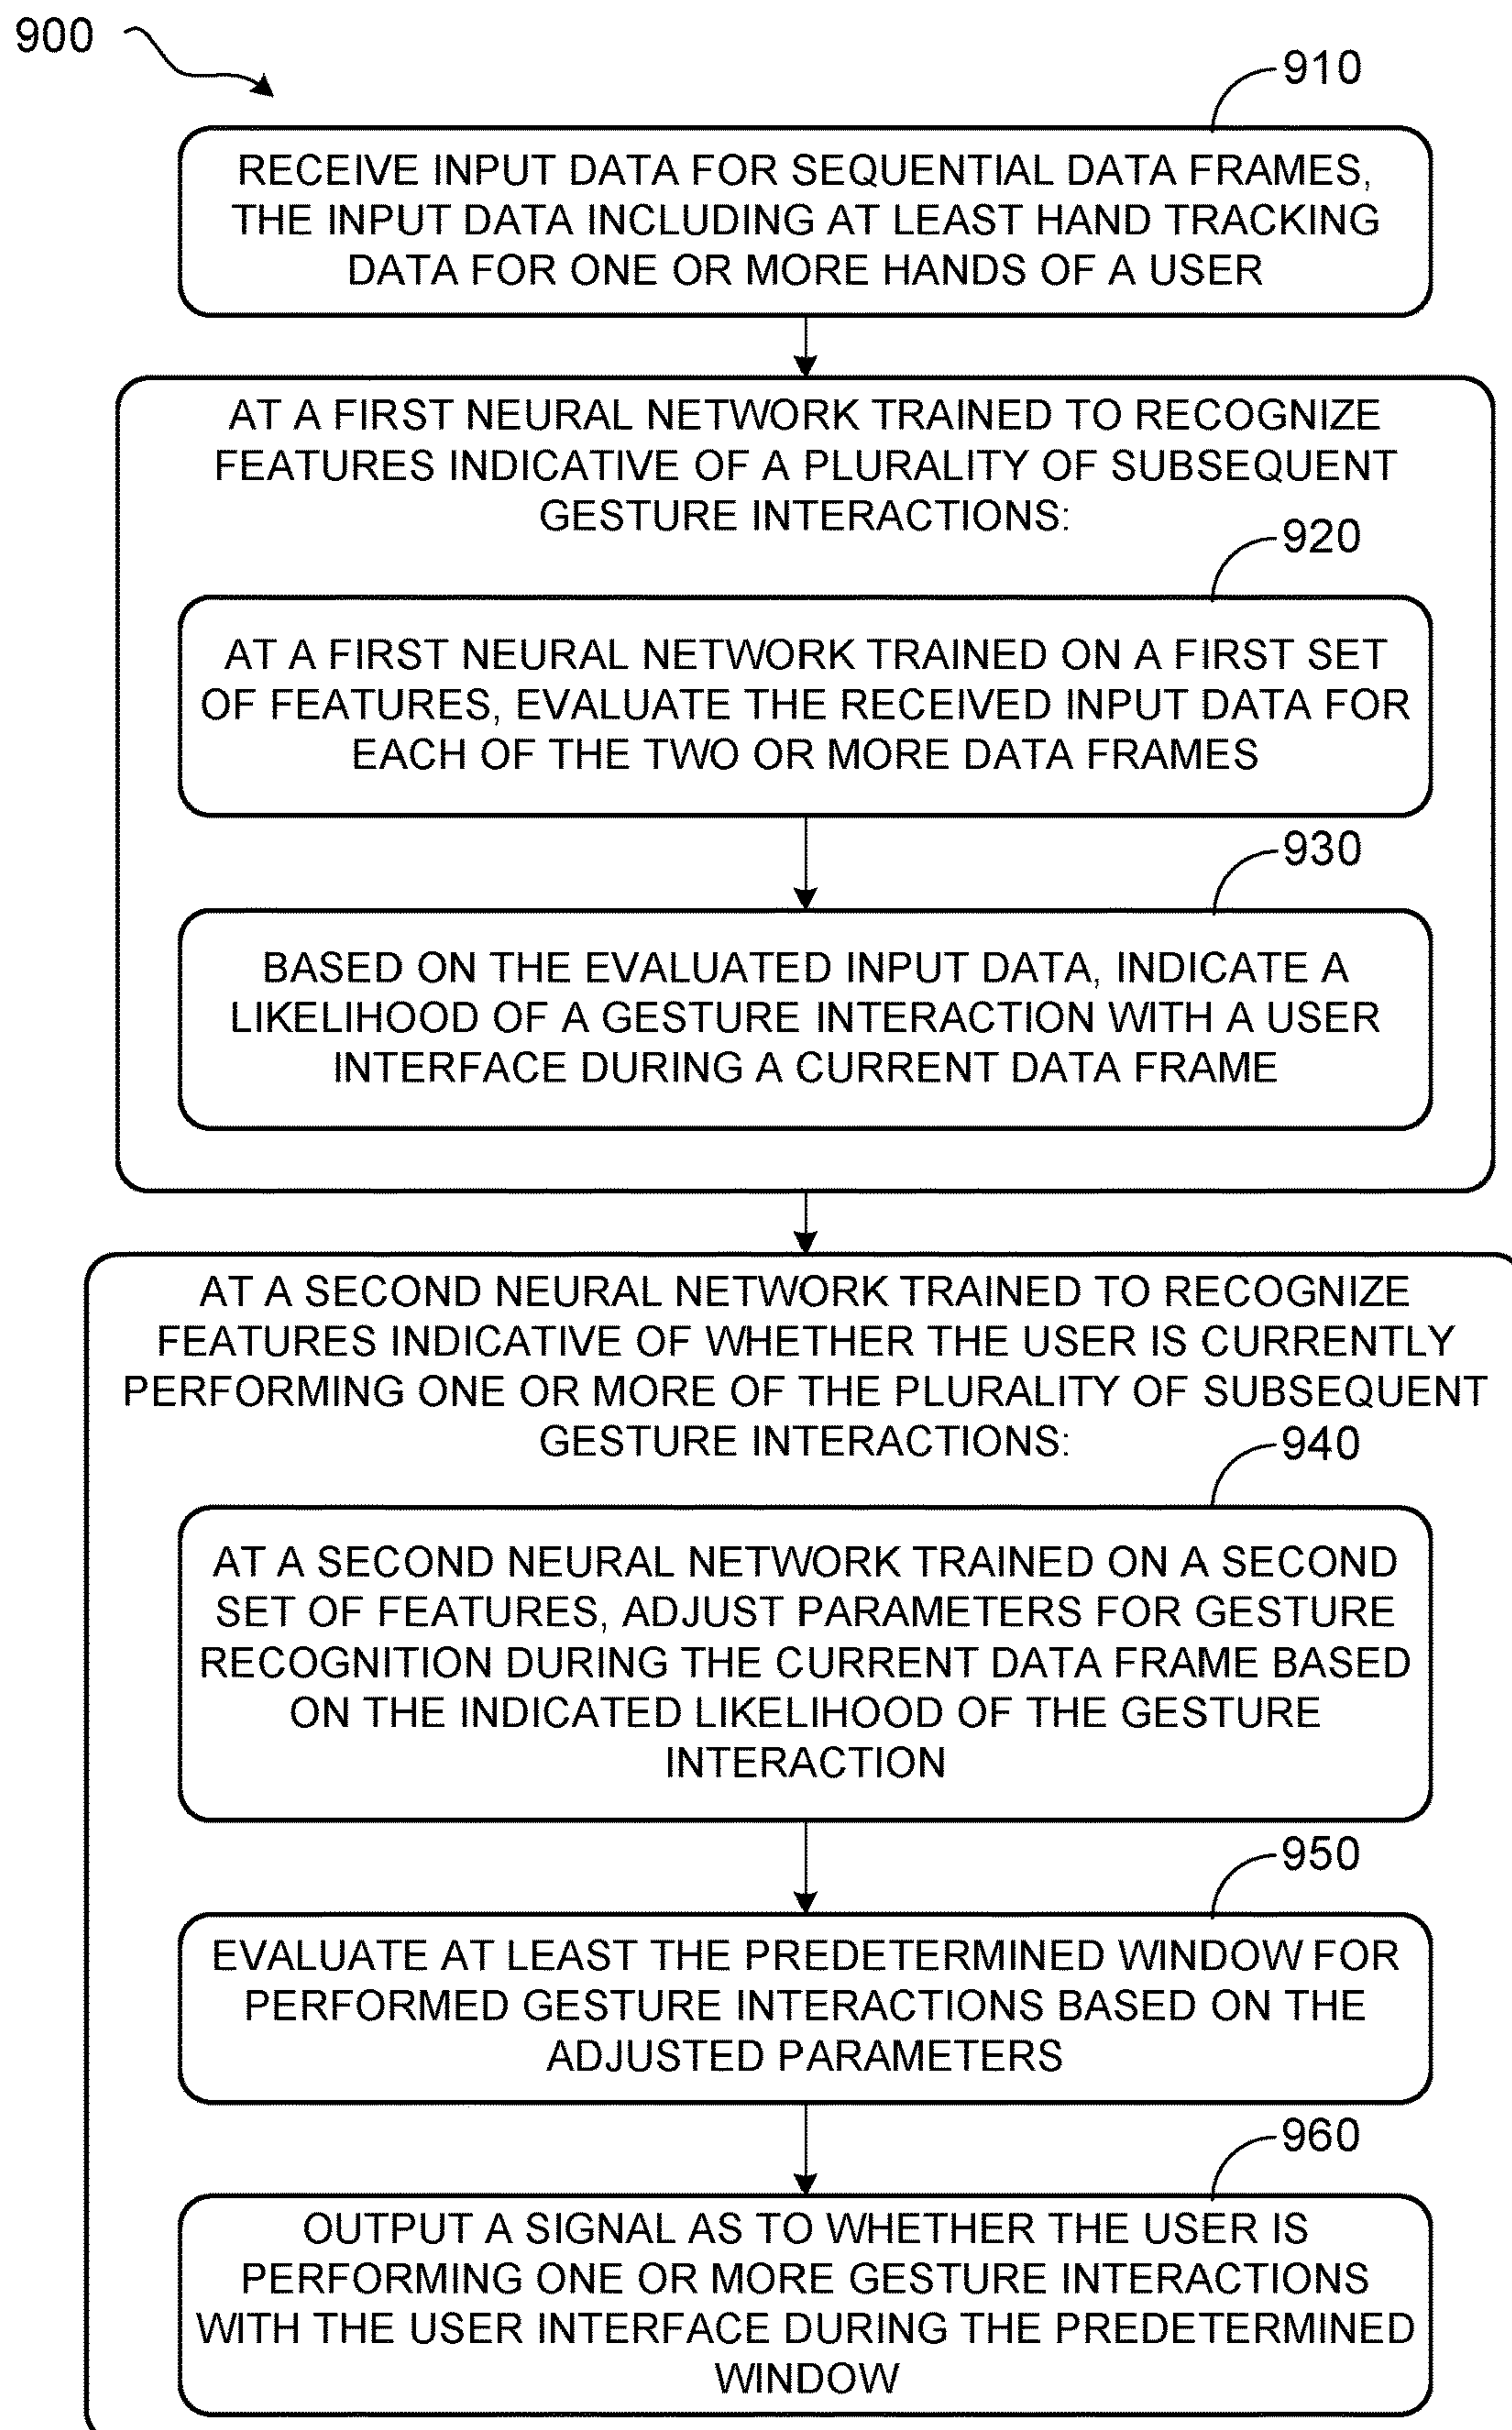 900
910
RECEIVE INPUT DATA FOR SEQUENTIAL DATA FRAMES,
THE INPUT DATA INCLUDING AT LEAST HAND TRACKING
DATA FOR ONE OR MORE HANDS OF A USER
AT A FIRST NEURAL NETWORK TRAINED TO RECOGNIZE
FEATURES INDICATIVE OF A PLURALITY OF SUBSEQUENT
GESTURE INTERACTIONS:
920
AT A FIRST NEURAL NETWORK TRAINED ON A FIRST SET
OF FEATURES, EVALUATE THE RECEIVED INPUT DATA FOR
EACH OF THE TWO OR MORE DATA FRAMES
930
BASED ON THE EVALUATED INPUT DATA, INDICATE A
LIKELIHOOD OF A GESTURE INTERACTION WITH A USER
INTERFACE DURING A CURRENT DATA FRAME
AT A SECOND NEURAL NETWORK TRAINED TO RECOGNIZE
FEATURES INDICATIVE OF WHETHER THE USER IS CURRENTLY
PERFORMING ONE OR MORE OF THE PLURALITY OF SUBSEQUENT
GESTURE INTERACTIONS:
940
AT A SECOND NEURAL NETWORK TRAINED ON A SECOND
SET OF FEATURES, ADJUST PARAMETERS FOR GESTURE
RECOGNITION DURING THE CURRENT DATA FRAME BASED
ON THE INDICATED LIKELIHOOD OF THE GESTURE
INTERACTION
950
EVALUATE AT LEAST THE PREDETERMINED WINDOW FOR
PERFORMED GESTURE INTERACTIONS BASED ON THE
ADJUSTED PARAMETERS
960
OUTPUT A SIGNAL AS TO WHETHER THE USER IS
PERFORMING ONE OR MORE GESTURE INTERACTIONS
WITH THE USER INTERFACE DURING THE PREDETERMINED
WINDOW